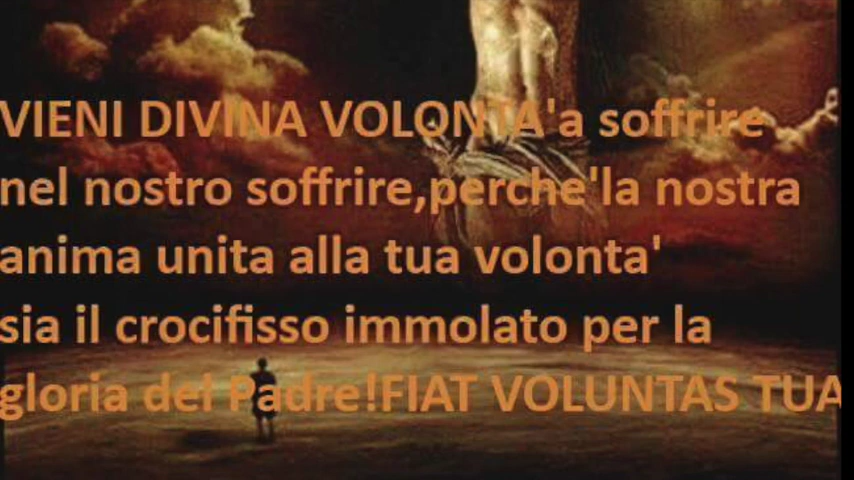 VIENI DIVINA VOLONTA'a soffrire
nel nostro soffrire,perche'la nostra
anima unita alla tua volonta'
sia il crocifisso immolato per la
gloria del Padre!FIAT VOLUNTAS TUA